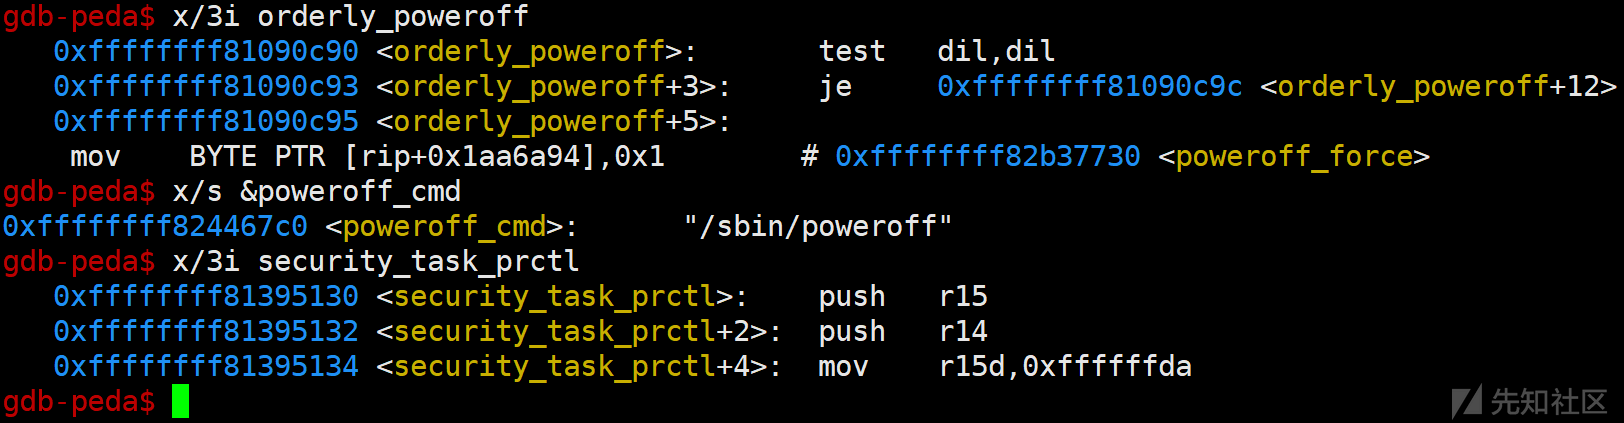 gdb-peda$ x/3i orderly_poweroff
   0xffffffff81090c90 <orderly_poweroff>:       test   dil,dil
   0xffffffff81090c93 <orderly_poweroff+3>:     je     0xffffffff81090c9c <orderly_poweroff+12>
   0xffffffff81090c95 <orderly_poweroff+5>:
    mov    BYTE PTR [rip+0x1aa6a94],0x1        # 0xffffffff82b37730 <poweroff_force>
gdb-peda$ x/s &poweroff_cmd
0xffffffff824467c0 <poweroff_cmd>:      "/sbin/poweroff"
gdb-peda$ x/3i security_task_prctl
   0xffffffff81395130 <security_task_prctl>:    push   r15
   0xffffffff81395132 <security_task_prctl+2>:  push   r14
   0xffffffff81395134 <security_task_prctl+4>:  mov    r15d,0xffffffda
gdb-peda$
先知社区